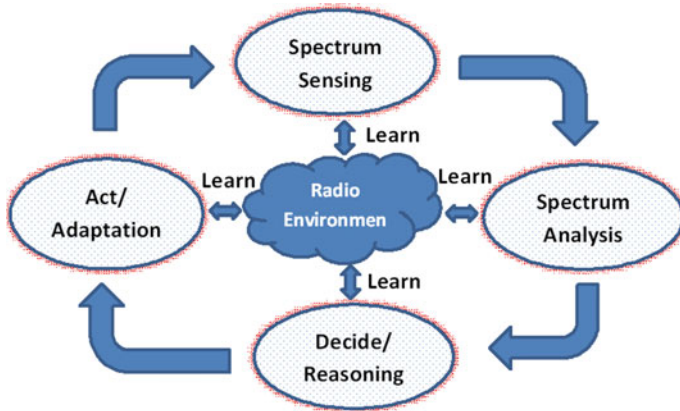 Spectrum
Sensing
Learn
Learn
Radio
Environmen
Learn
Act/
Adaptation
Spectrum
Analysis
Learn
Decide/
Reasoning